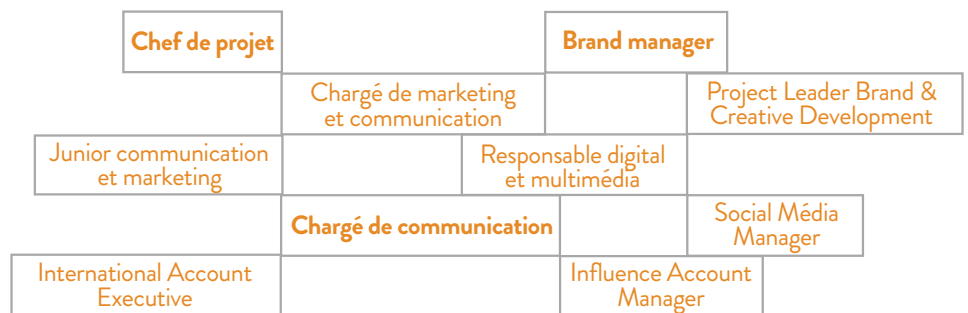 Chef de projet
Brand manager
Chargé de marketing
et communication
Project Leader Brand &
Creative Development
Junior communication
et marketing
Responsable digital
et multimédia
Chargé de communication
Social Média
Manager
International Account
Executive
Influence Account
Manager